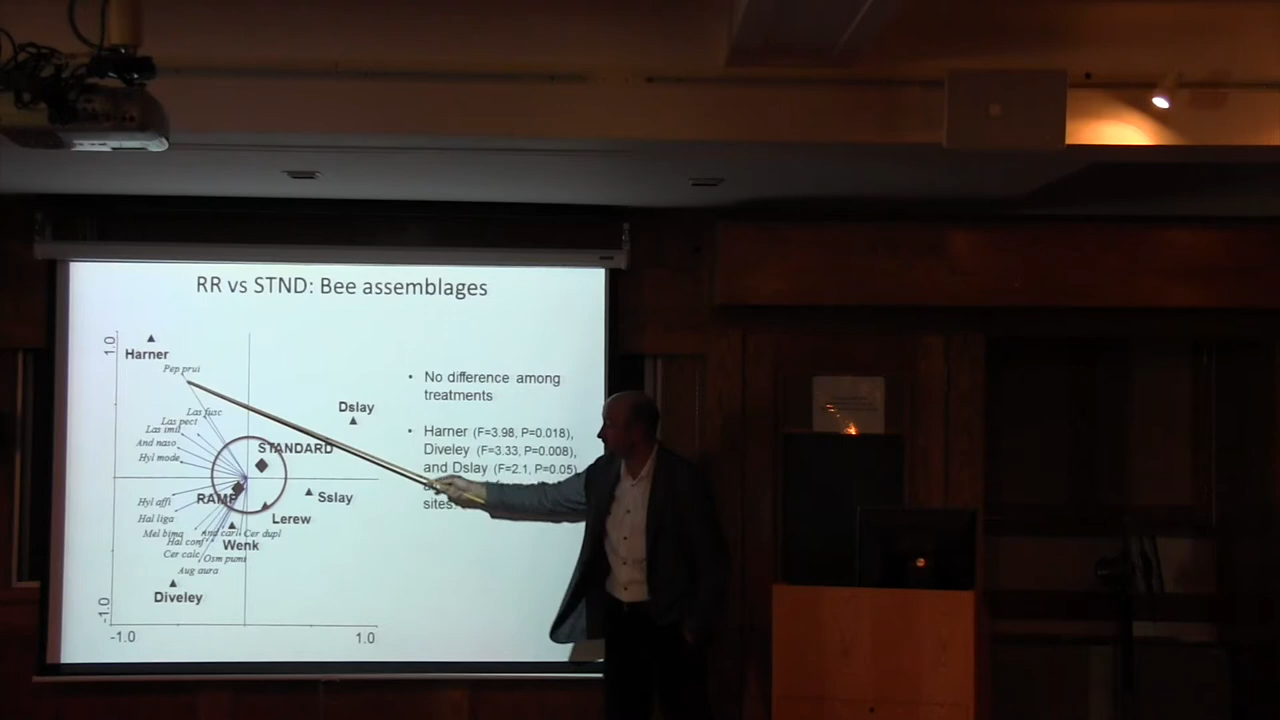 RR vs STND: Bee assemblages
1.0
Harner
Pep prui
Las fusc
Las pect
Las imit
And naso
Hyl mode
Dslay
STANDARD
RAMP
Sslay
Hyl affi
Hal liga
Lerew
Mel bima
And carl
Cer dupl
Hal conf
Wenk
Cer calc
Osm pumi
Aug aura
Diveley
-1.0
-1.0
1.0
• No difference among
treatments
• Harner (F=3.98, P=0.018),
Diveley (F=3.33, P=0.008),
and Dslay (F=2.1, P=0.05)
sites.